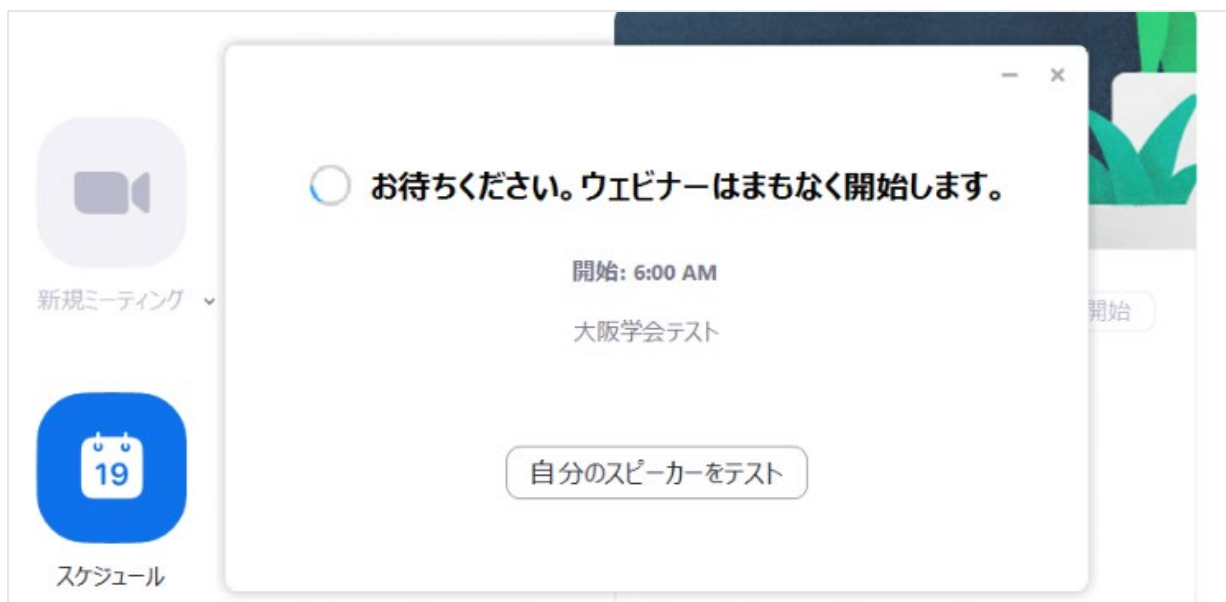 お待ちください。ウェビナーはまもなく開始します。
開始: 6:00 AM
大阪学会テスト
自分のスピーカーをテスト
新規ミーティング
開始
19
スケジュール